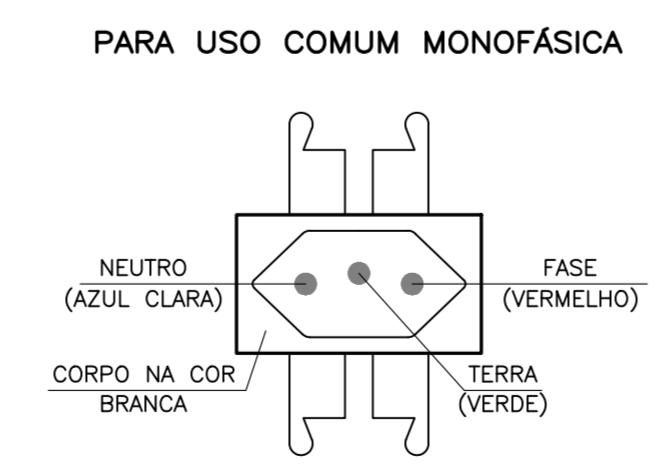 PARA USO COMUM MONOFÁSICA
NEUTRO
(AZUL CLARA)
FASE
(VERMELHO)
CORPO NA COR
BRANCA
TERRA
(VERDE)